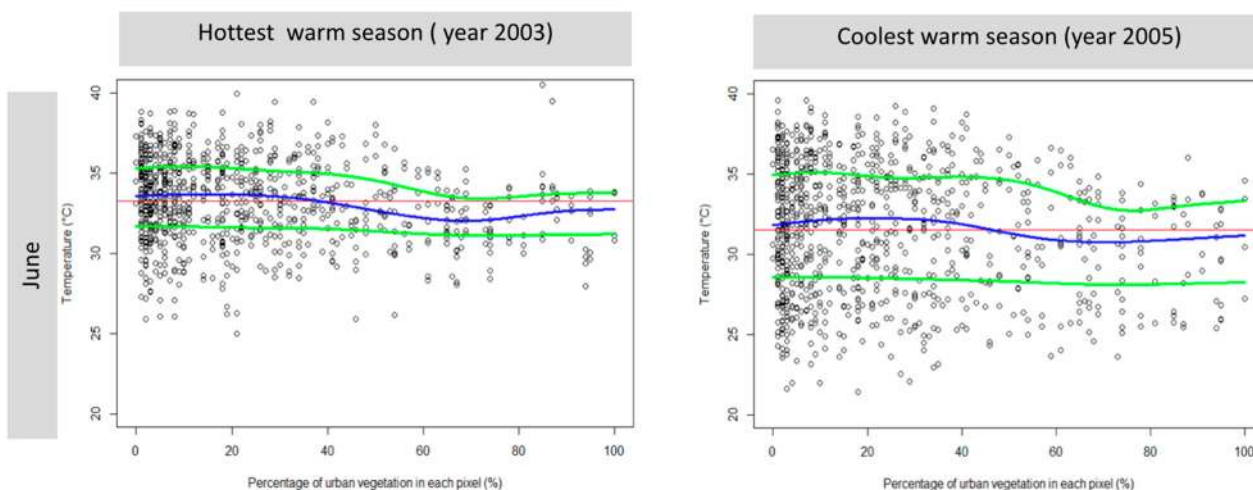 Hottest warm season ( year 2003)
Coolest warm season (year 2005)
June
Temperature (°C)
40
35
30
25
20
0 20 40 60 80 100
Percentage of urban vegetation in each pixel (%)
Temperature (°C)
40
35
30
25
20
0 20 40 60 80 100
Percentage of urban vegetation in each pixel (%)